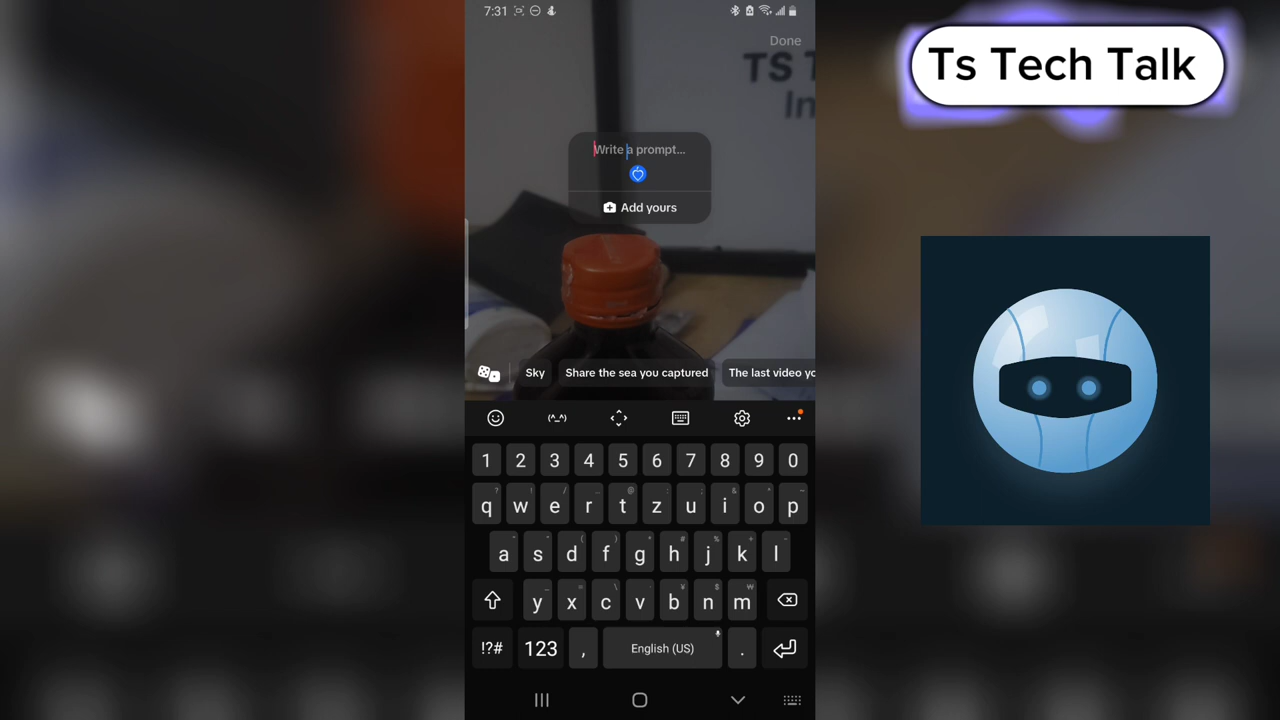 7:31
Done
TS T
In
Write a prompt...
Add yours
Sky
Share the sea you captured
The last video yo
1 2 3 4 5 6 7 8 9 0
q w e r t z u i o p
a s d f g h j k l
y x c v b n m
!?# 123 , English (US) .
Ts Tech Talk